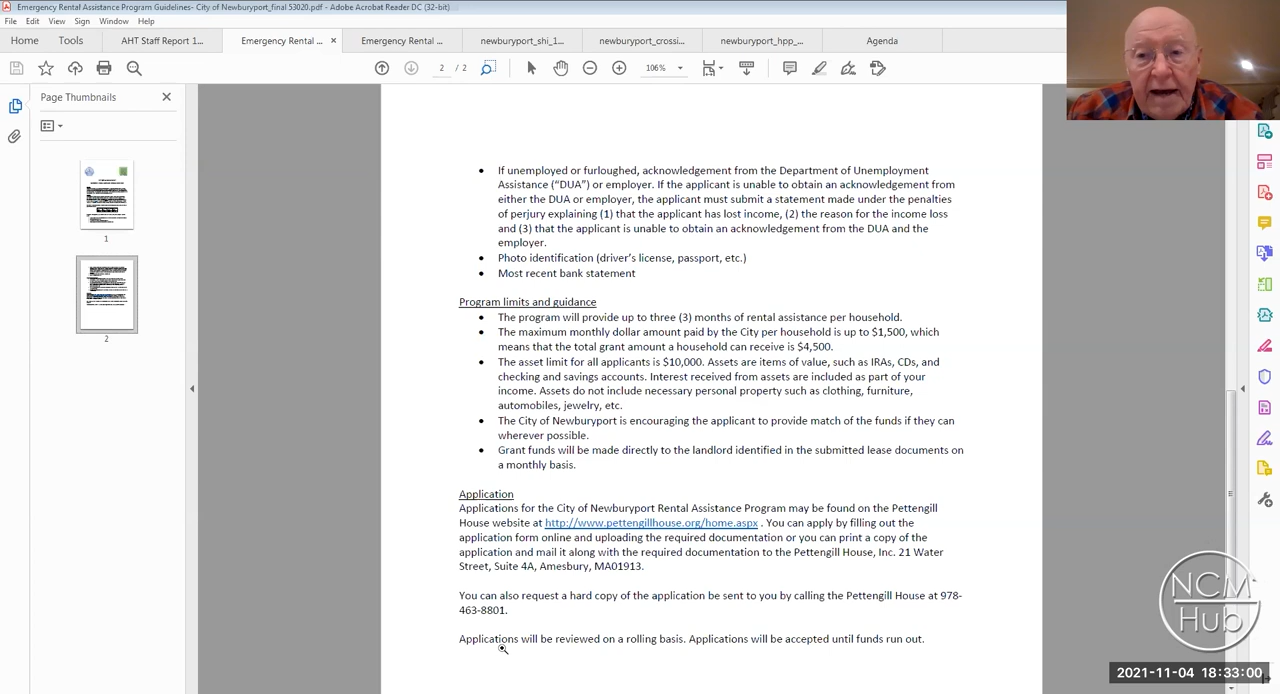 Emergency Rental Assistance Program Guidelines- City of Newburyport_final 53020.pdf - Adobe Acrobat Reader DC (32-bit)
File Edit View Sign Window Help
Home Tools AHT Staff Report 1... Emergency Rental ... × Emergency Rental ... newburyport_shi_1... newburyport_crossi... newburyport_hpp_... Agenda
2 / 2 106%
Page Thumbnails ×
1
2
• If unemployed or furloughed, acknowledgement from the Department of Unemployment
Assistance (“DUA”) or employer. If the applicant is unable to obtain an acknowledgement from
either the DUA or employer, the applicant must submit a statement made under the penalties
of perjury explaining (1) that the applicant has lost income, (2) the reason for the income loss
and (3) that the applicant is unable to obtain an acknowledgement from the DUA and the
employer.
• Photo identification (driver’s license, passport, etc.)
• Most recent bank statement
Program limits and guidance
• The program will provide up to three (3) months of rental assistance per household.
• The maximum monthly dollar amount paid by the City per household is up to $1,500, which
means that the total grant amount a household can receive is $4,500.
• The asset limit for all applicants is $10,000. Assets are items of value, such as IRAs, CDs, and
checking and savings accounts. Interest received from assets are included as part of your
income. Assets do not include necessary personal property such as clothing, furniture,
automobiles, jewelry, etc.
• The City of Newburyport is encouraging the applicant to provide match of the funds if they can
wherever possible.
• Grant funds will be made directly to the landlord identified in the submitted lease documents on
a monthly basis.
Application
Applications for the City of Newburyport Rental Assistance Program may be found on the Pettengill
House website at http://www.pettengillhouse.org/home.aspx . You can apply by filling out the
application form online and uploading the required documentation or you can print a copy of the
application and mail it along with the required documentation to the Pettengill House, Inc. 21 Water
Street, Suite 4A, Amesbury, MA01913.
You can also request a hard copy of the application be sent to you by calling the Pettengill House at 978-
463-8801.
Applications will be reviewed on a rolling basis. Applications will be accepted until funds run out.
NCM
Hub
2021-11-04 18:33:00